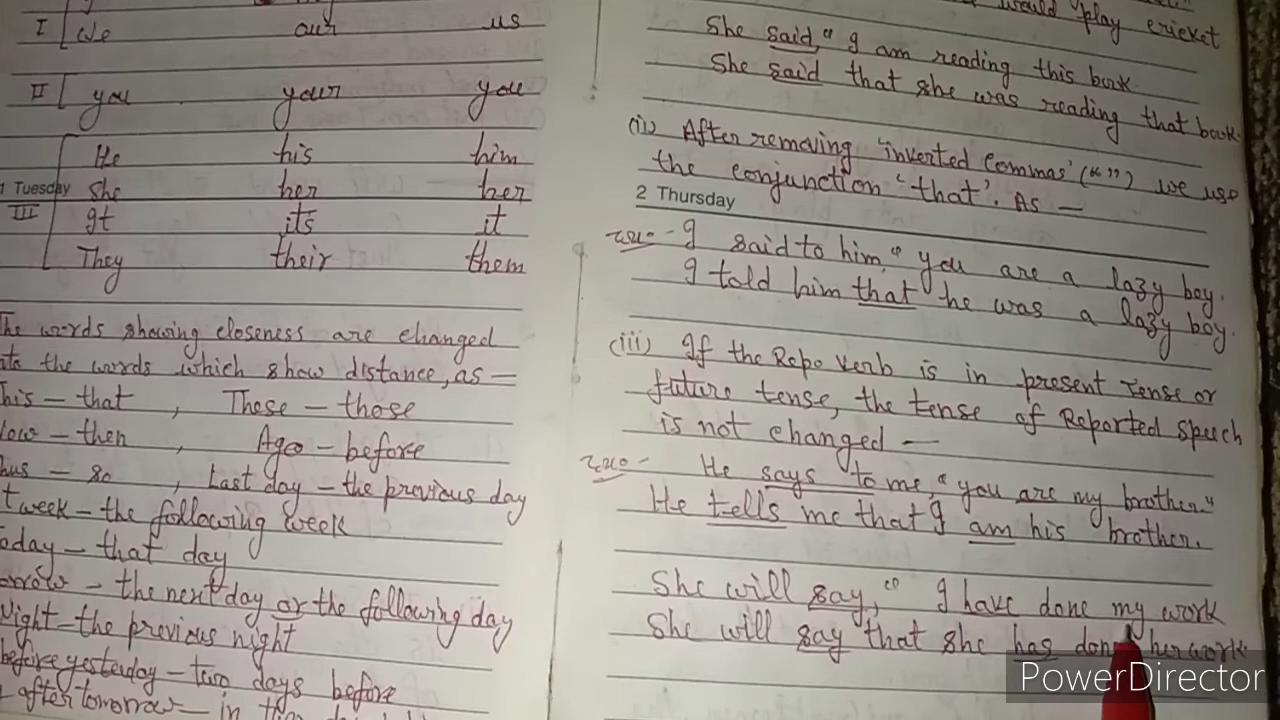 I We our us
II you your you
He his him
1 Tuesday She her her
III It its it
They their them
The words showing closeness are changed
the words which show distance, as —
This – that , These – those
Now – then , Ago – before
Thus – so , Last day – the previous day
week – the following week
Today – that day
– the next day or the following day
Night – the previous night
before yesterday – two days before
after tomorrow – in
would play cricket
She said, "I am reading this book.
She said that she was reading that book.
(ii) After removing 'inverted Commas' (“ ”) we use
the conjunction 'that'. As —
2 Thursday
I said to him, "you are a lazy boy.
I told him that he was a lazy boy.
(iii) If the Repo Verb is in present Tense or
future tense, the tense of Reported Speech
is not changed —
He says to me, "you are my brother"
He tells me that I am his brother.
She will say, "I have done my work
She will say that she has done her work
PowerDirector